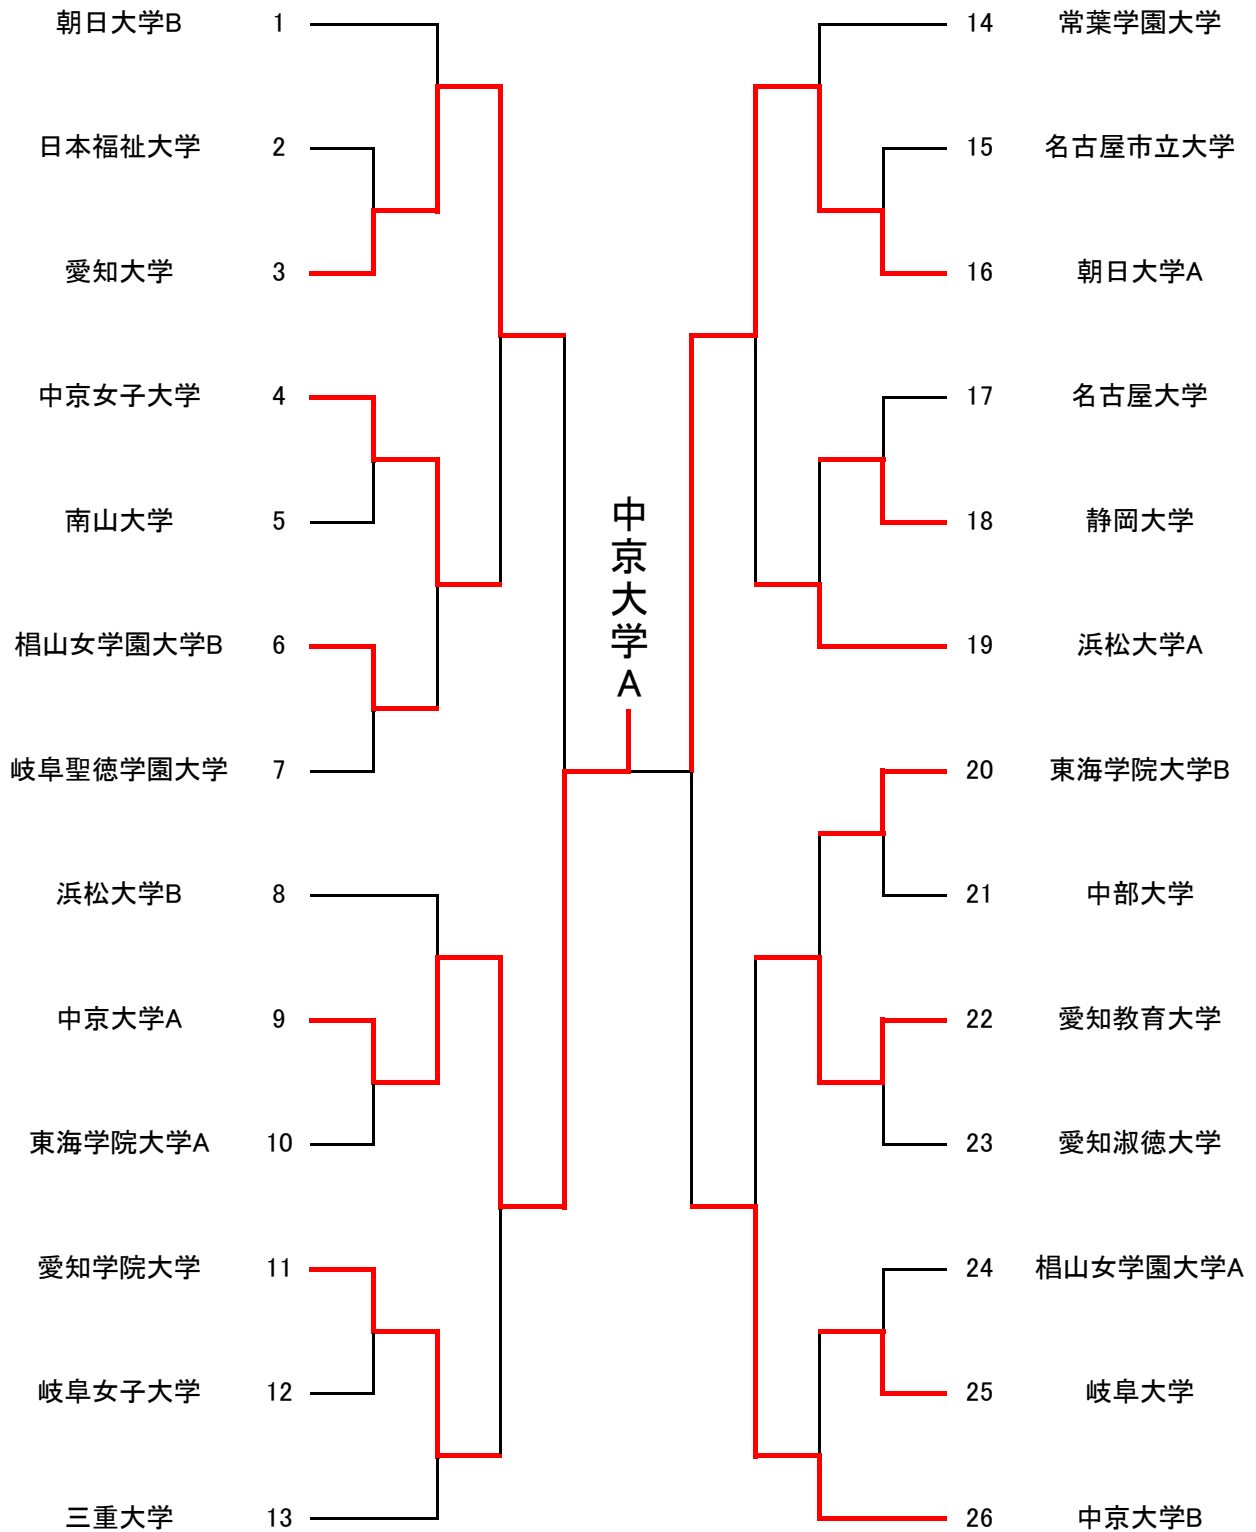 朝日大学B 1
日本福祉大学 2
愛知大学 3
中京女子大学 4
南山大学 5
椙山女学園大学B 6
岐阜聖徳学園大学 7
浜松大学B 8
中京大学A 9
東海学院大学A 10
愛知学院大学 11
岐阜女子大学 12
三重大学 13
中京大学A
14 常葉学園大学
15 名古屋市立大学
16 朝日大学A
17 名古屋大学
18 静岡大学
19 浜松大学A
20 東海学院大学B
21 中部大学
22 愛知教育大学
23 愛知淑徳大学
24 椙山女学園大学A
25 岐阜大学
26 中京大学B